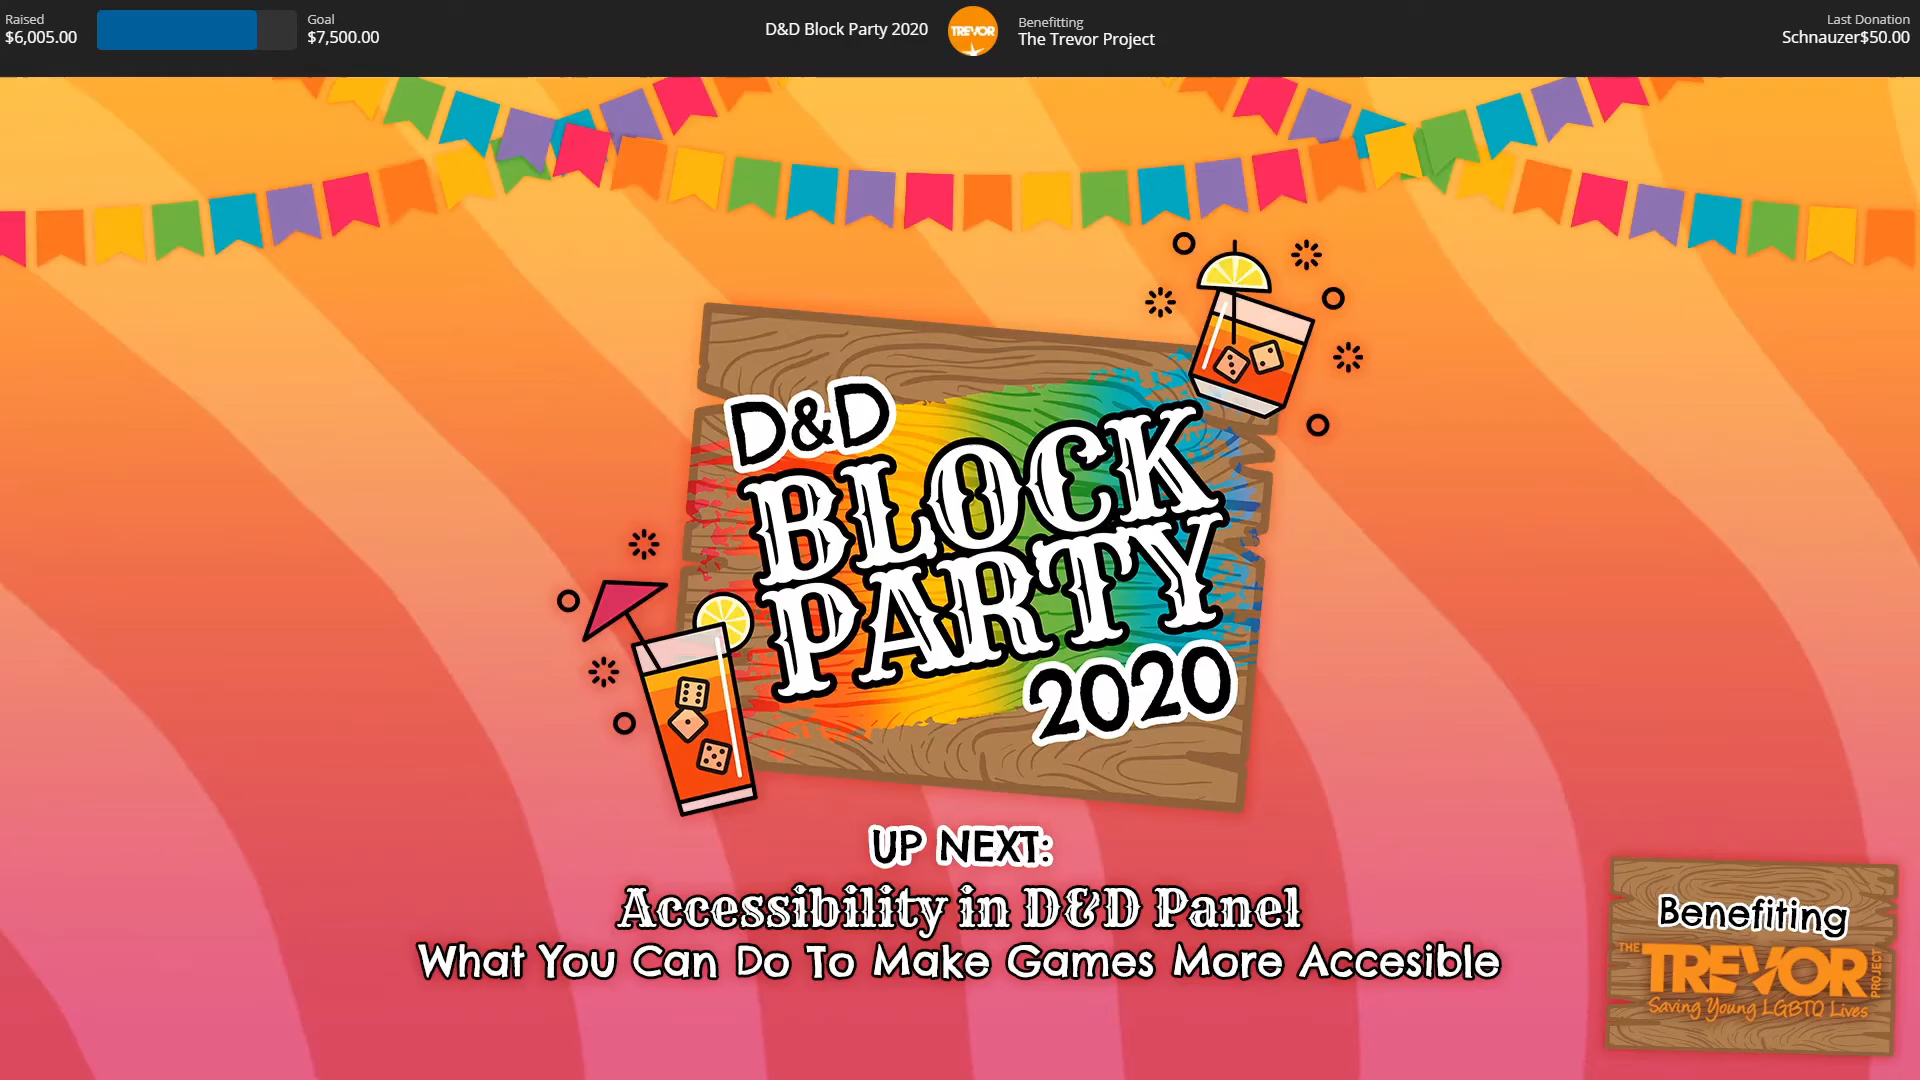 Raised
$6,005.00
Goal
$7,500.00
D&D Block Party 2020
TREVOR
Benefitting
The Trevor Project
Last Donation
Schnauzer$50.00
D&D
BLOCK
PARTY
2020
UP NEXT:
Accessibility in D&D Panel
What You Can Do To Make Games More Accesible
Benefiting
THE TREVOR PROJECT
Saving Young LGBTQ Lives